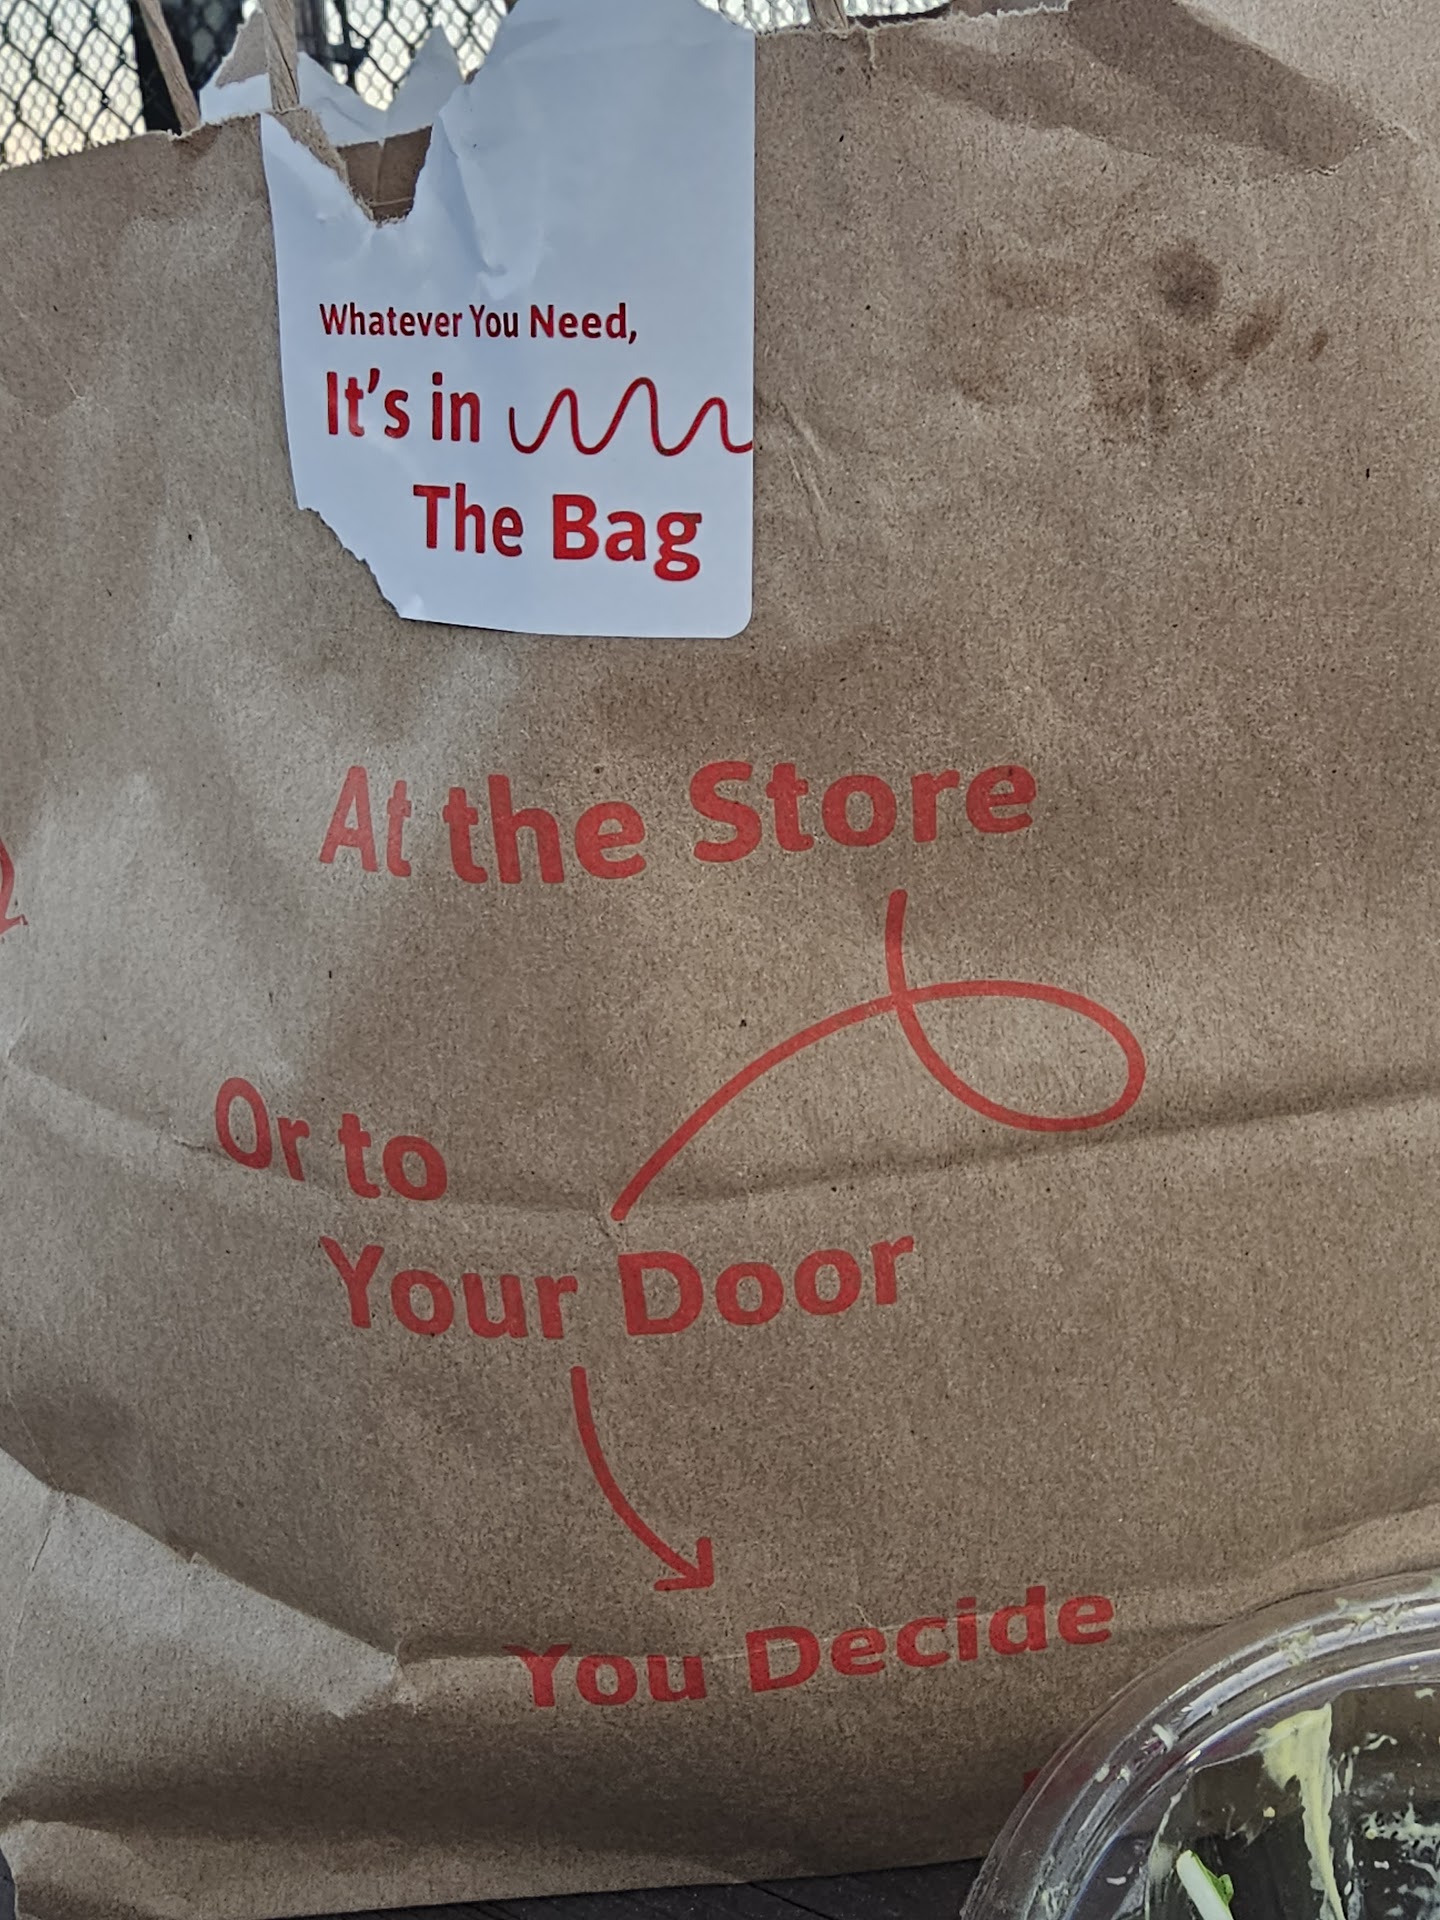 Whatever You Need,
It's in
The Bag
At the Store
Or to
Your Door
You Decide